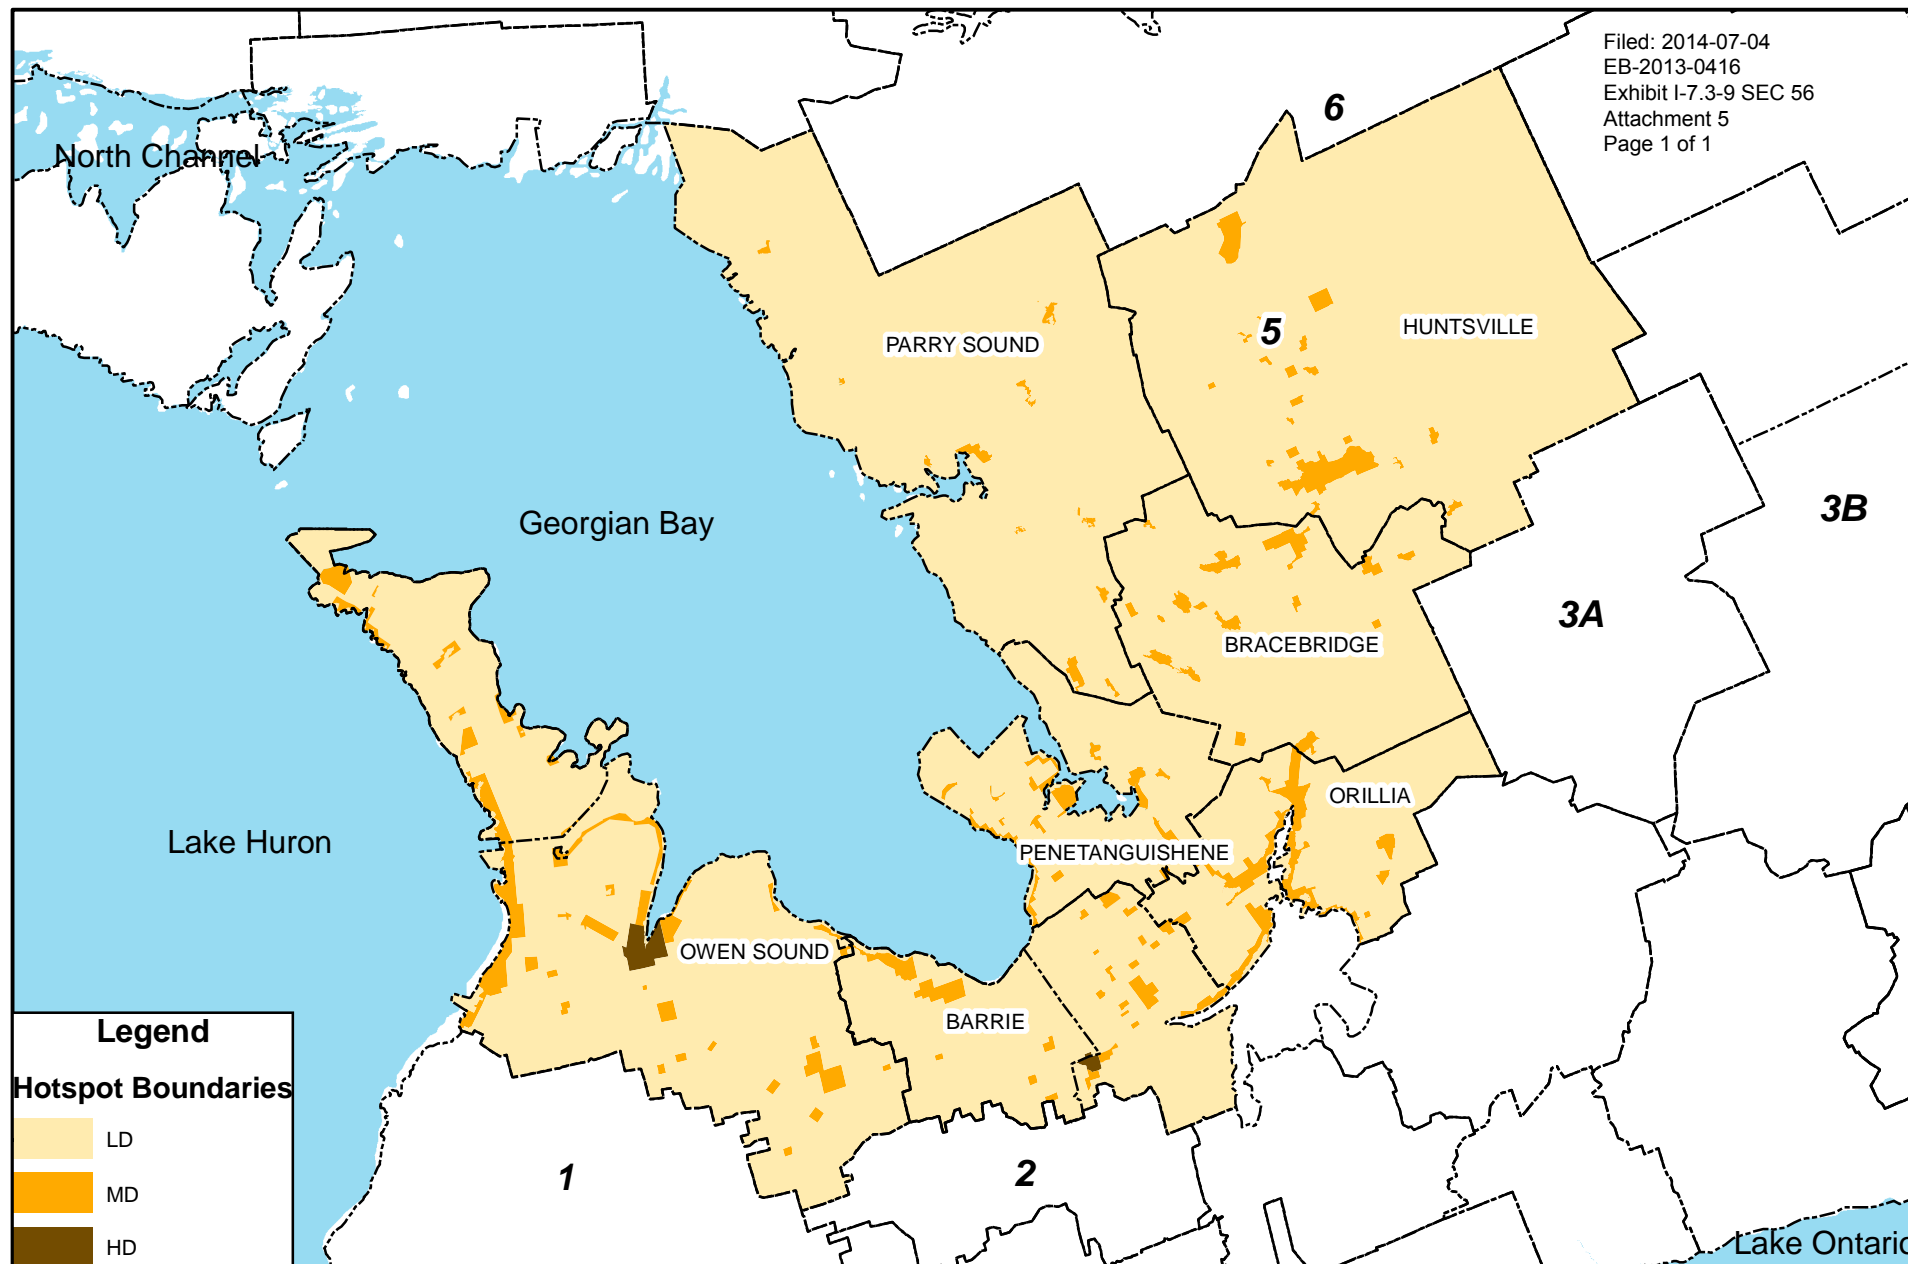 Filed: 2014-07-04
EB-2013-0416
Exhibit I-7.3-9 SEC 56
Attachment 5
Page 1 of 1
6
North Channel
5
HUNTSVILLE
PARRY SOUND
3B
Georgian Bay
3A
BRACEBRIDGE
ORILLIA
Lake Huron
PENETANGUISHENE
OWEN SOUND
BARRIE
1
2
Lake Ontario
Legend
Hotspot Boundaries
LD
MD
HD